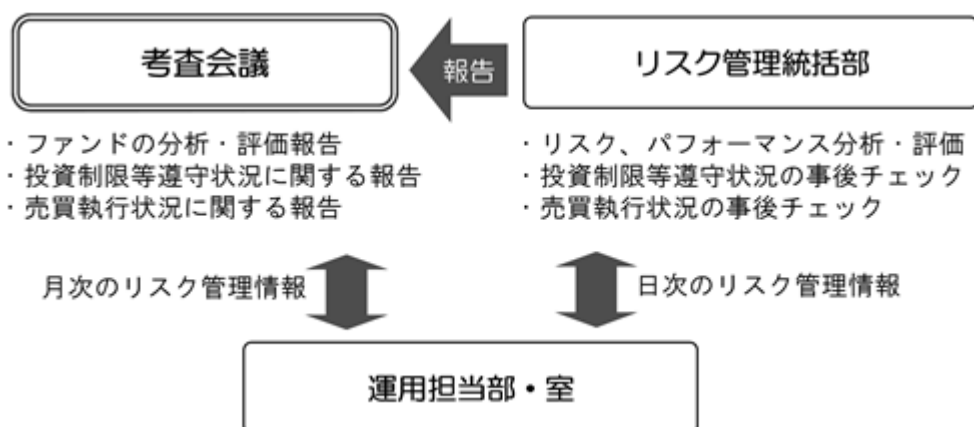 考査会議
報告
リスク管理統括部
・ファンドの分析・評価報告
・投資制限等遵守状況に関する報告
・売買執行状況に関する報告
・リスク、パフォーマンス分析・評価
・投資制限等遵守状況の事後チェック
・売買執行状況の事後チェック
月次のリスク管理情報
日次のリスク管理情報
運用担当部・室